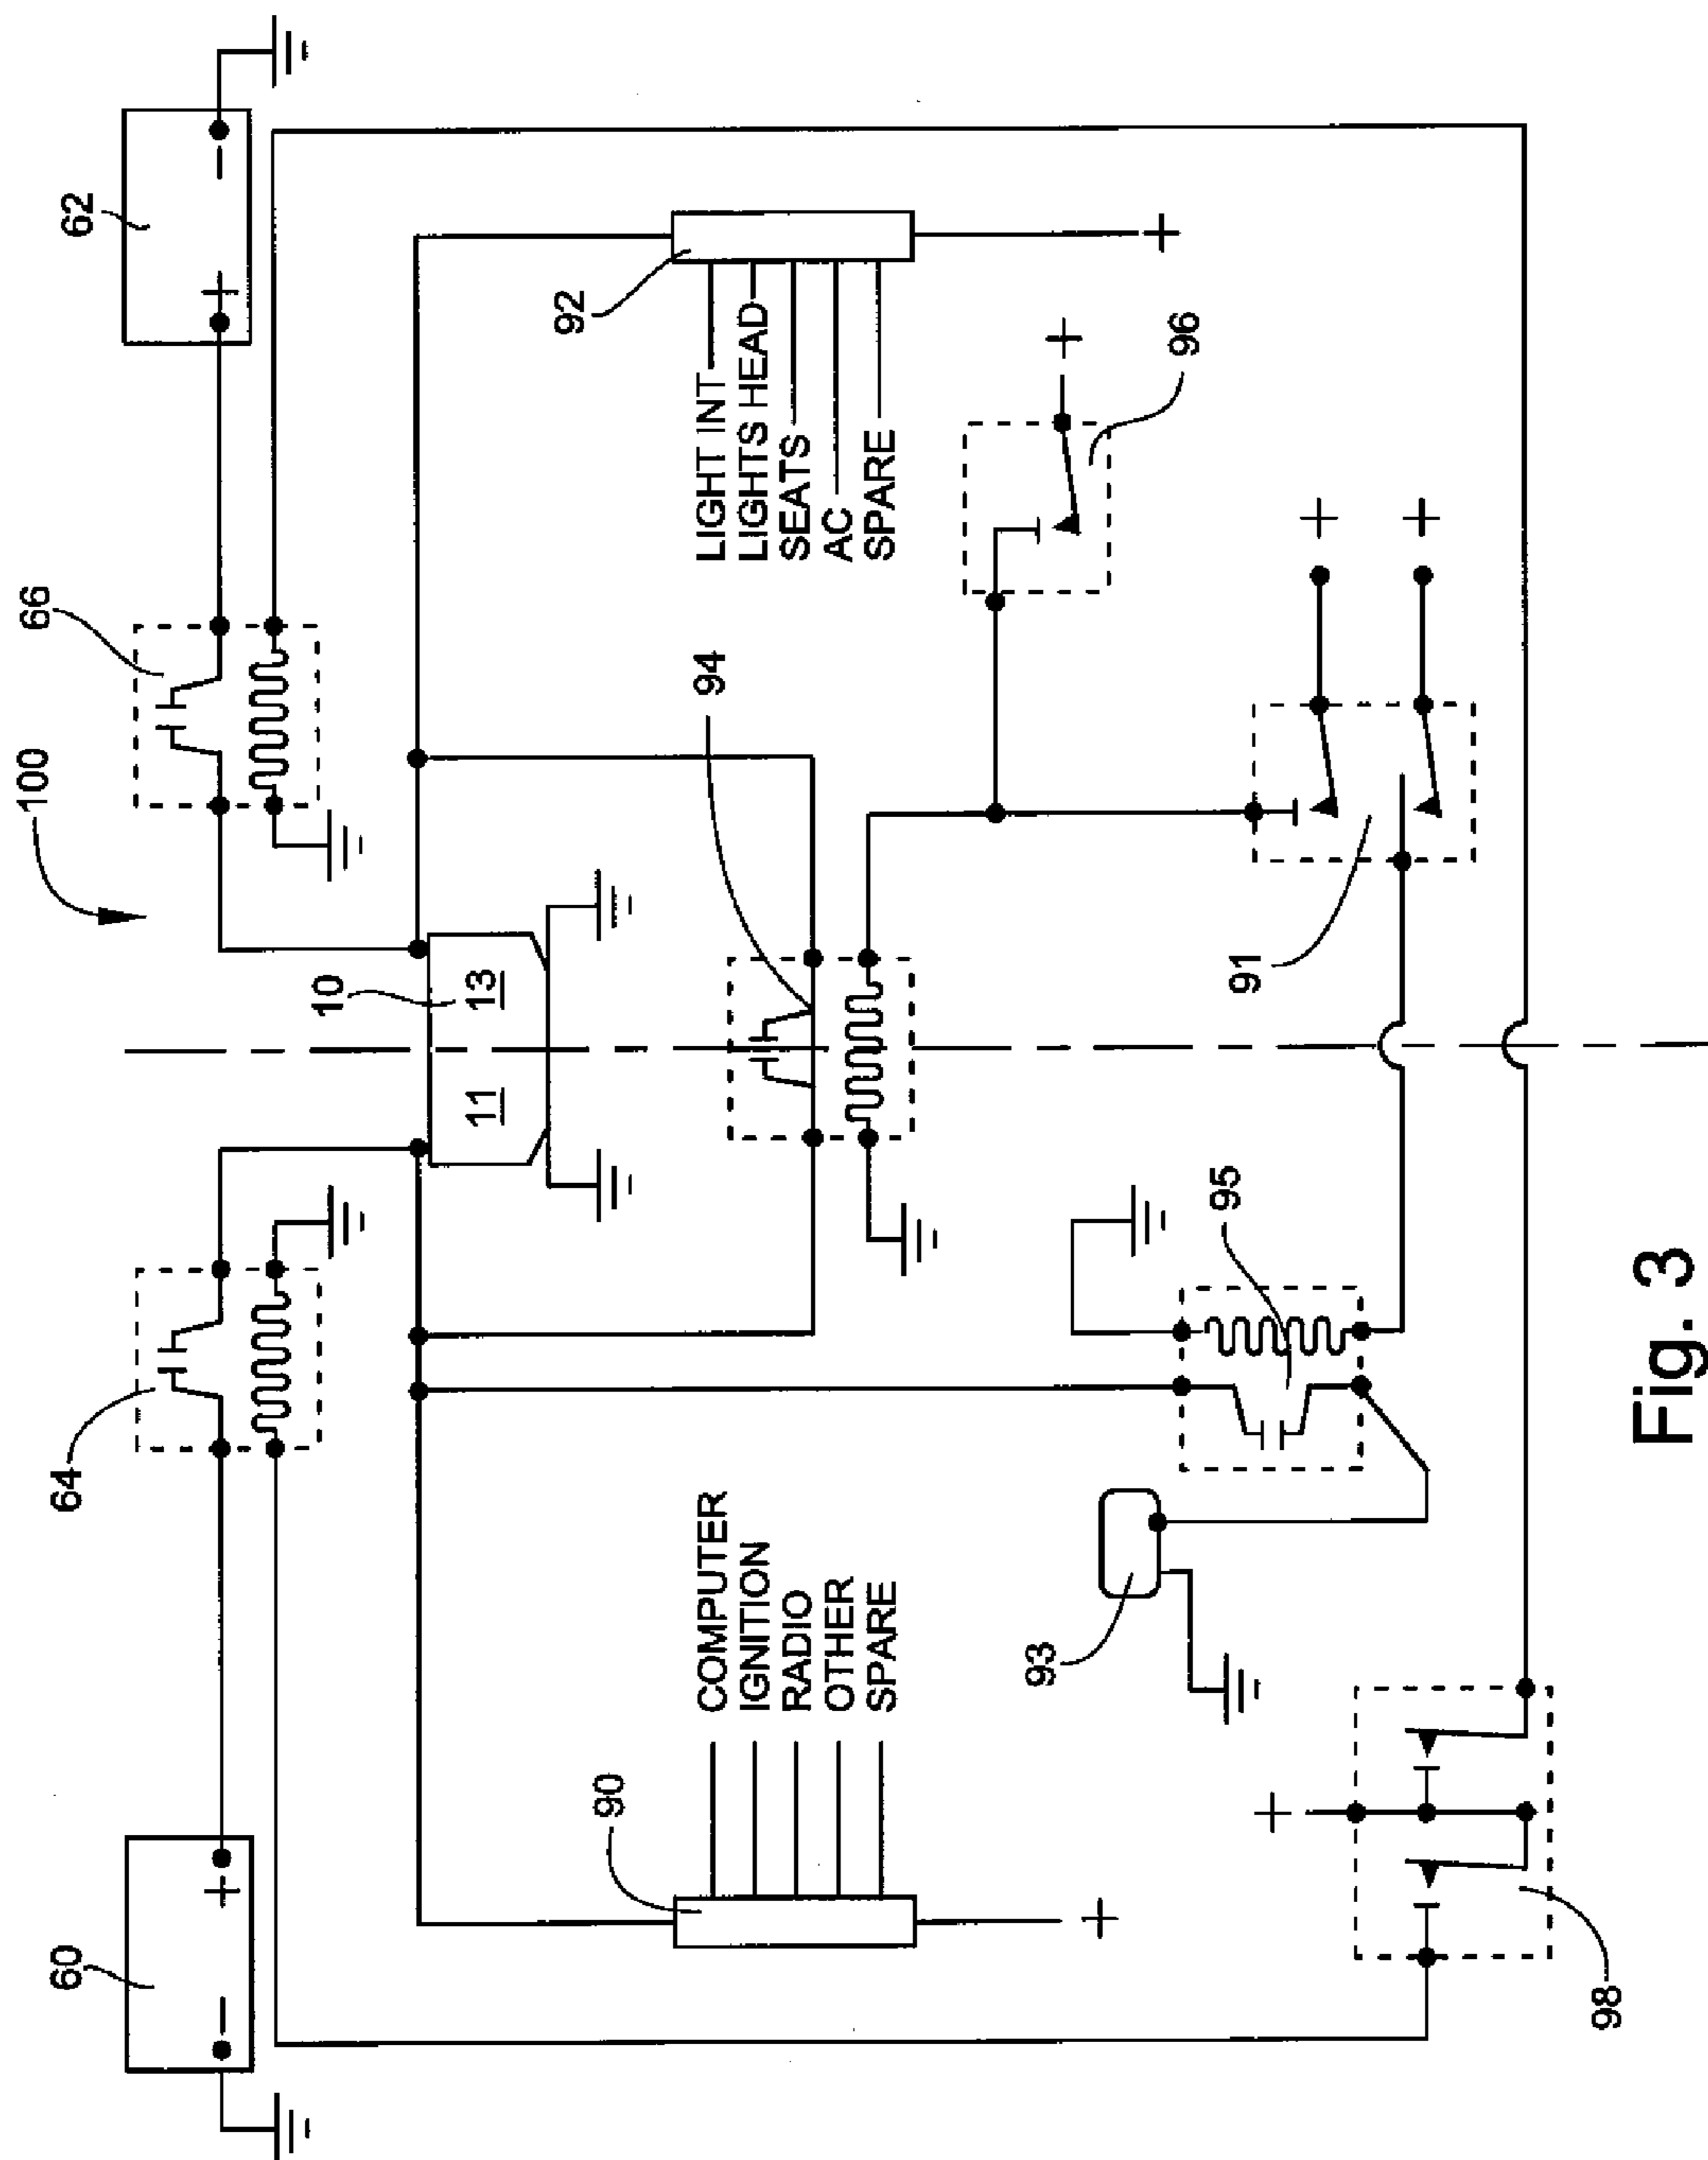 100
60
64
66
62
− +
+ −
10
11
13
90
92
94
COMPUTER
IGNITION
RADIO
OTHER
SPARE
LIGHT INT
LIGHTS HEAD
SEATS
AC
SPARE
+
+
+
93
95
96
91
+
+
+
98
Fig. 3